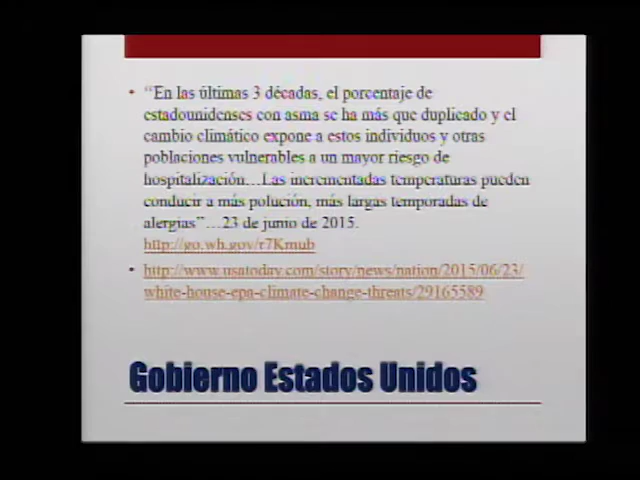 • “En las últimas 3 décadas, el porcentaje de
estadounidenses con asma se ha más que duplicado y el
cambio climático expone a estos individuos y otras
poblaciones vulnerables a un mayor riesgo de
hospitalización…Las incrementadas temperaturas pueden
conducir a más polución, más largas temporadas de
alergias”…23 de junio de 2015.
http://go.wh.gov/r7Kmub
• http://www.usatoday.com/story/news/nation/2015/06/23/
white-house-epa-climate-change-threats/29165589
Gobierno Estados Unidos